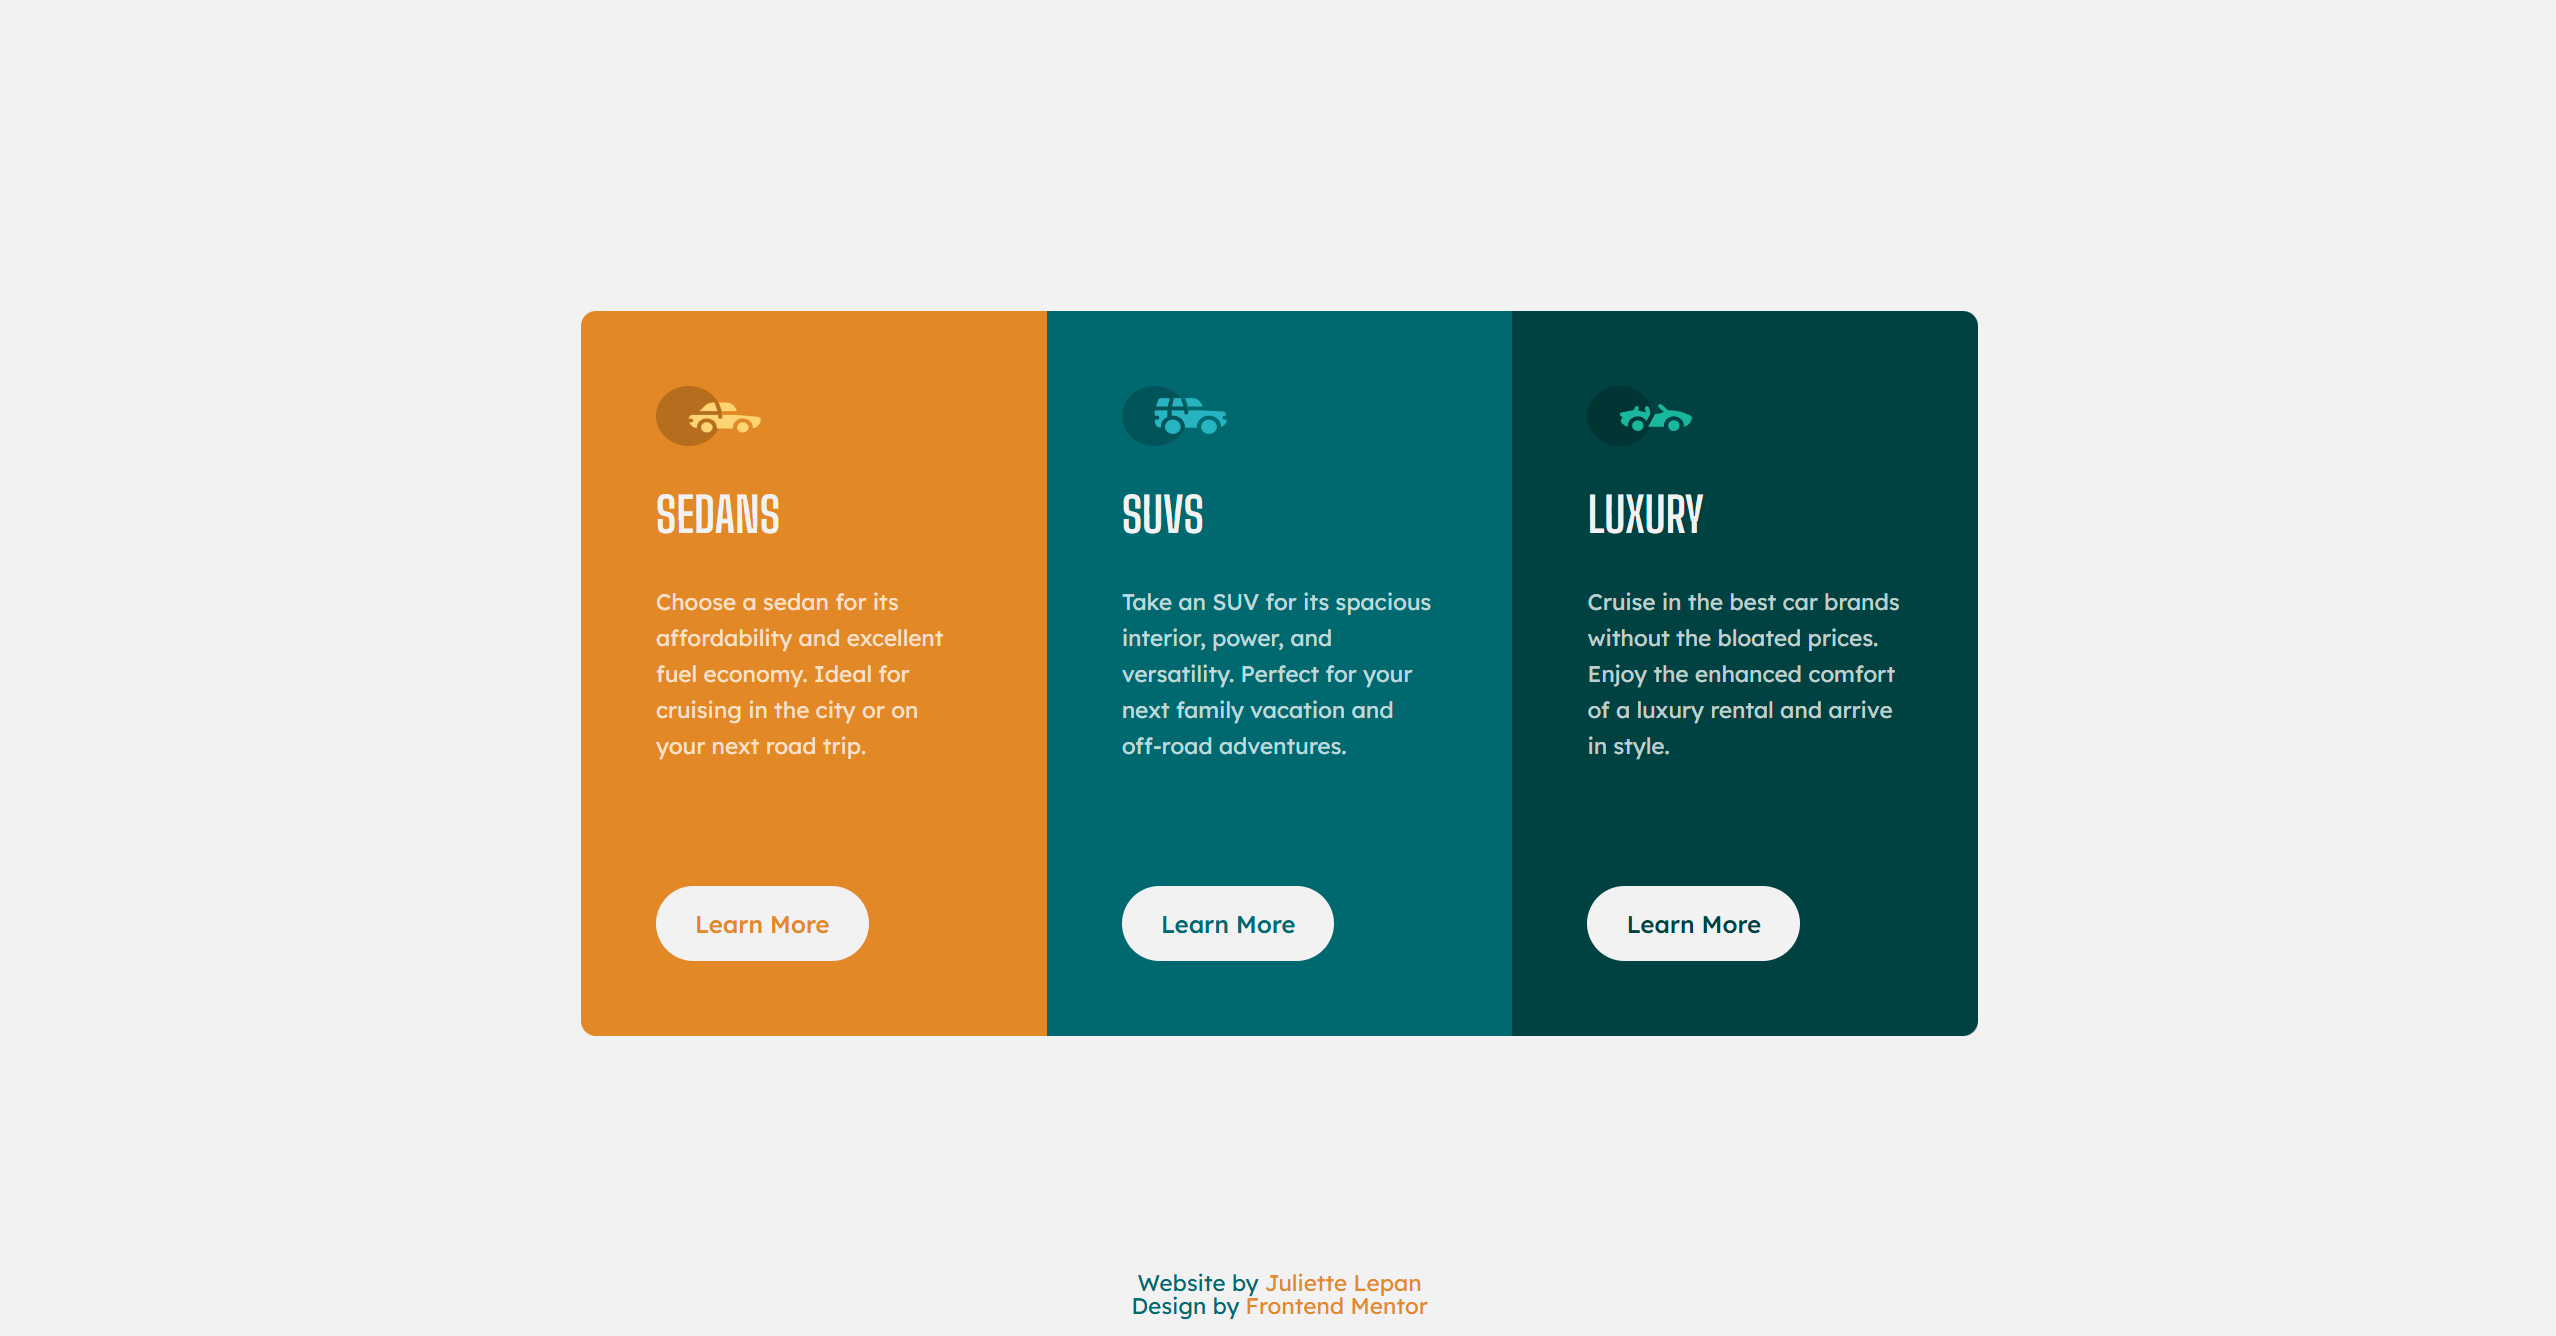 SEDANS
Choose a sedan for its
affordability and excellent
fuel economy. Ideal for
cruising in the city or on
your next road trip.
Learn More
SUVS
Take an SUV for its spacious
interior, power, and
versatility. Perfect for your
next family vacation and
off-road adventures.
Learn More
LUXURY
Cruise in the best car brands
without the bloated prices.
Enjoy the enhanced comfort
of a luxury rental and arrive
in style.
Learn More
Website by Juliette Lepan
Design by Frontend Mentor